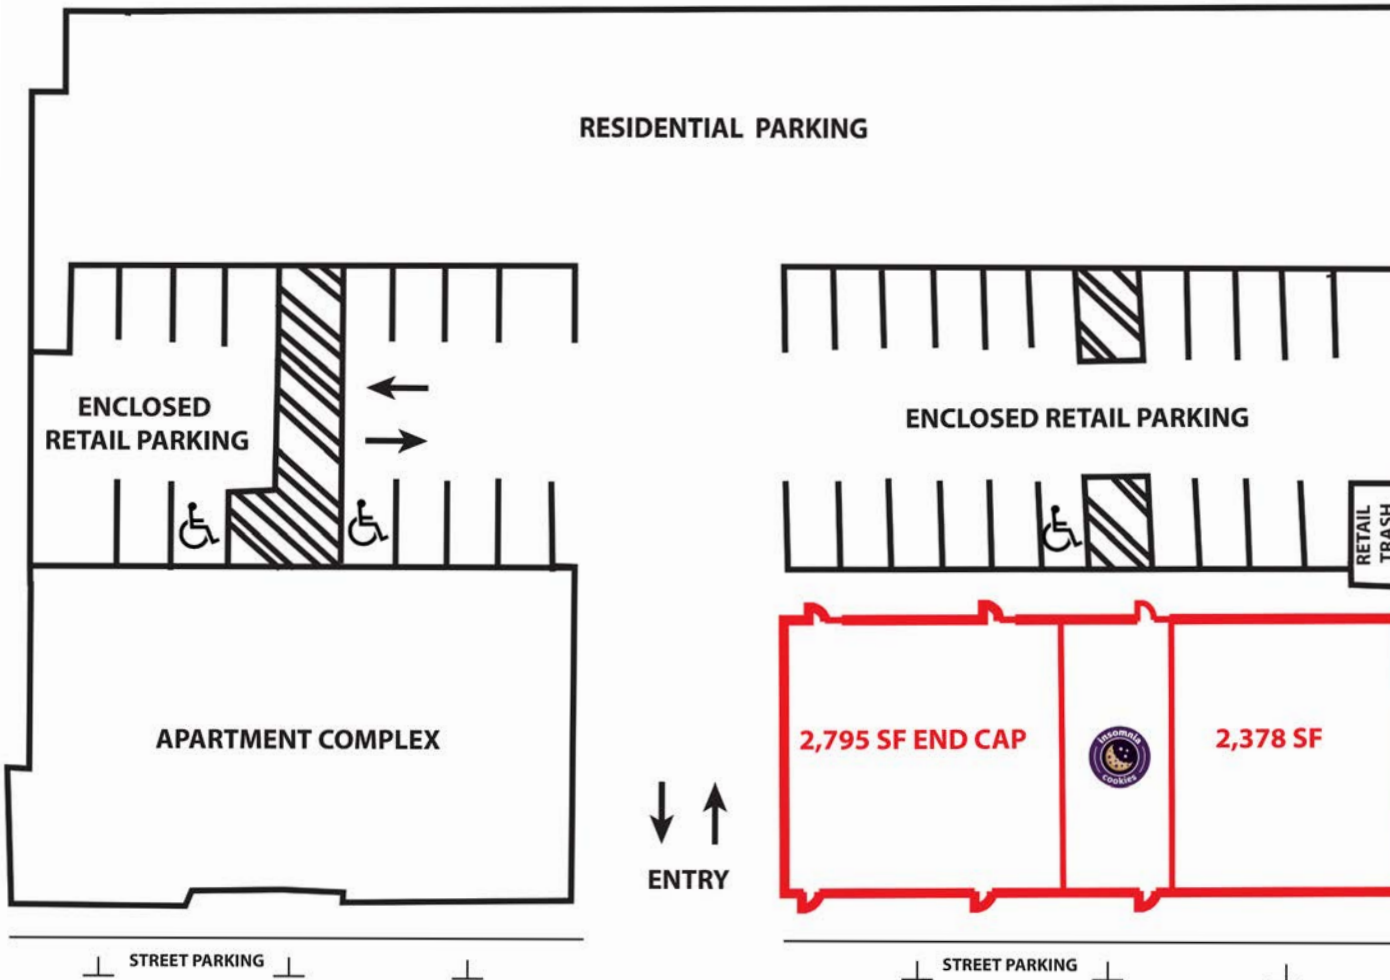 RESIDENTIAL PARKING
ENCLOSED
RETAIL PARKING
ENCLOSED RETAIL PARKING
RETAIL
TRASH
APARTMENT COMPLEX
2,795 SF END CAP
insomnia
cookies
2,378 SF
ENTRY
STREET PARKING
STREET PARKING